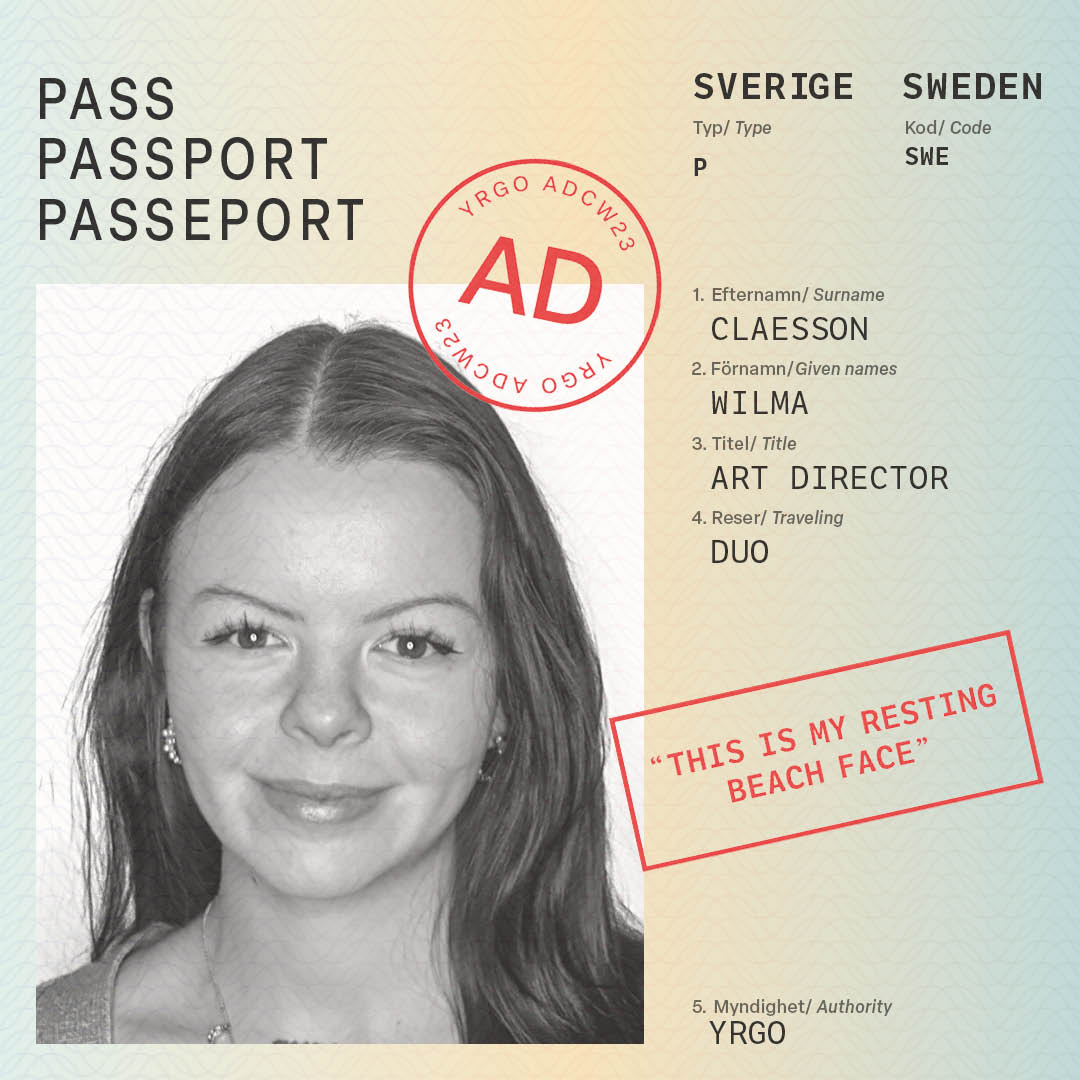 PASS
PASSPORT
PASSEPORT
SVERIGE SWEDEN
Typ/ Type Kod/ Code
P SWE
YRGO ADCW23
AD
YRGO ADCW23
1. Efternamn/ Surname
CLAESSON
2. Förnamn/Given names
WILMA
3. Titel/ Title
ART DIRECTOR
4. Reser/ Traveling
DUO
“THIS IS MY RESTING
BEACH FACE”
5. Myndighet/ Authority
YRGO